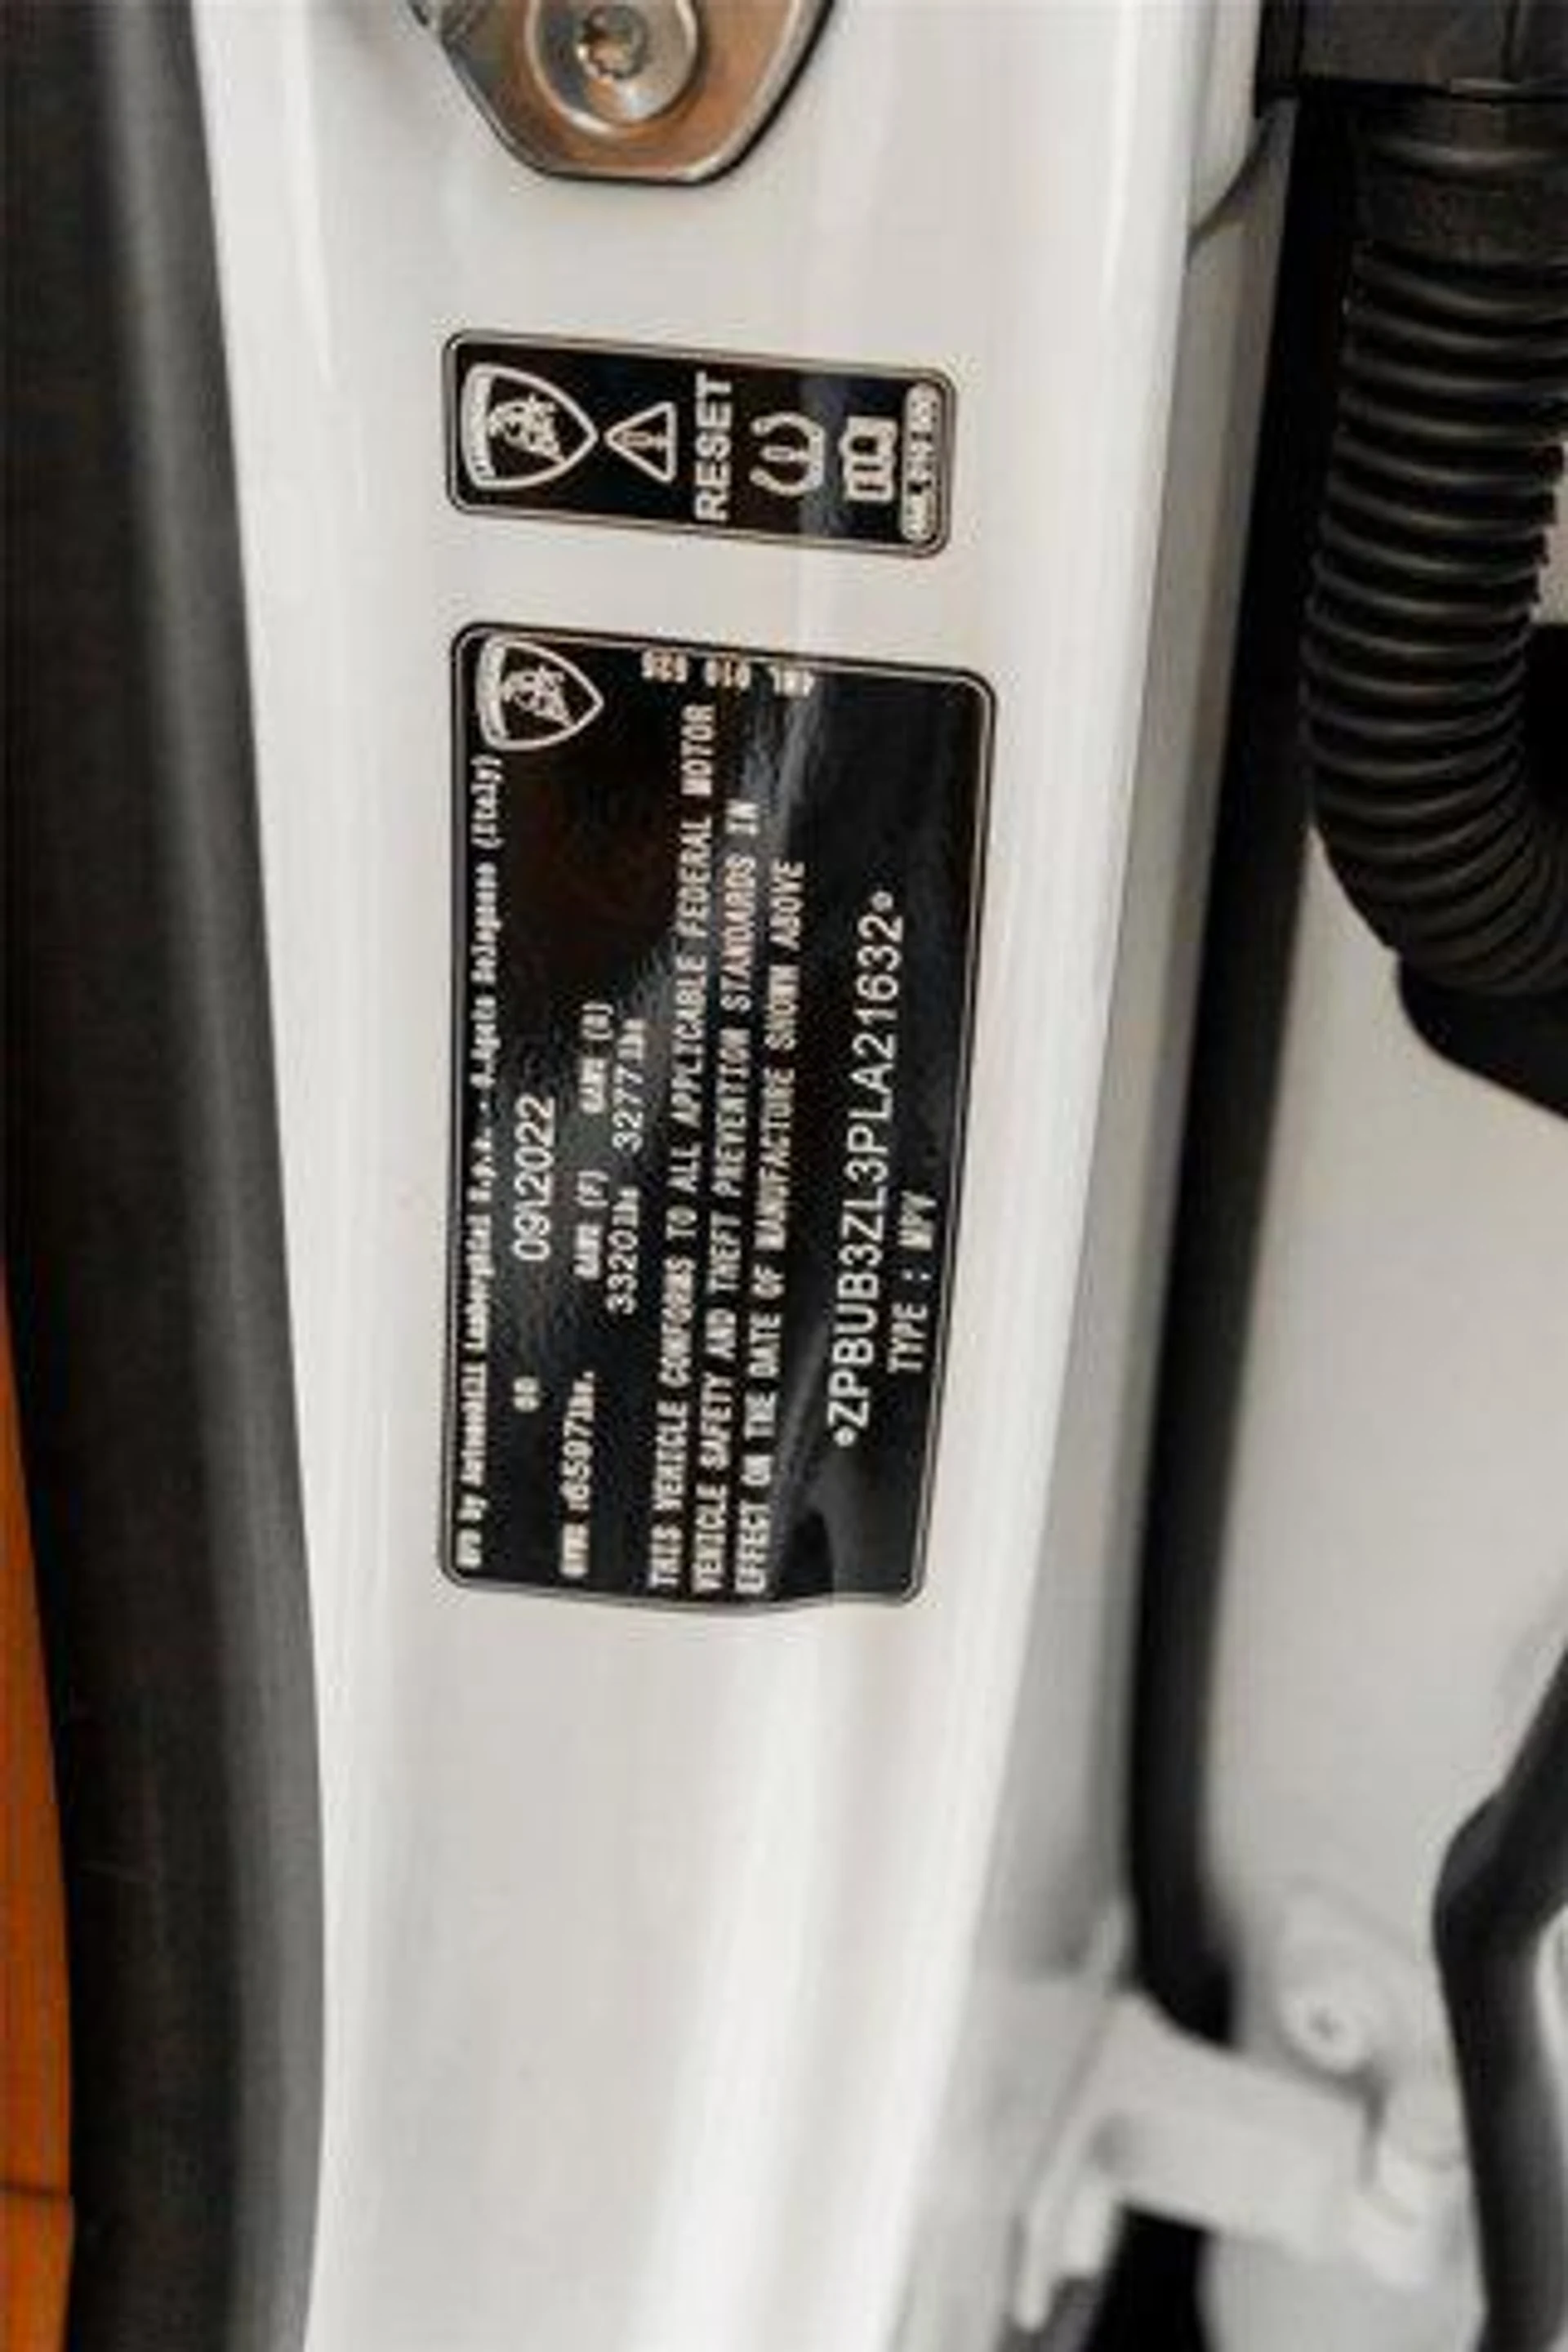 RESET
MFD by Automobili Lamborghini S.p.A. - S.Agata Bolognese (Italy)
09\2022
GVWR :6597lbs. GAWR (F) GAWR (R)
3320lbs 3277lbs
THIS VEHICLE CONFORMS TO ALL APPLICABLE FEDERAL MOTOR
VEHICLE SAFETY AND THEFT PREVENTION STANDARDS IN
EFFECT ON THE DATE OF MANUFACTURE SHOWN ABOVE
*ZPBUB3ZL3PLA21632*
TYPE : MPV